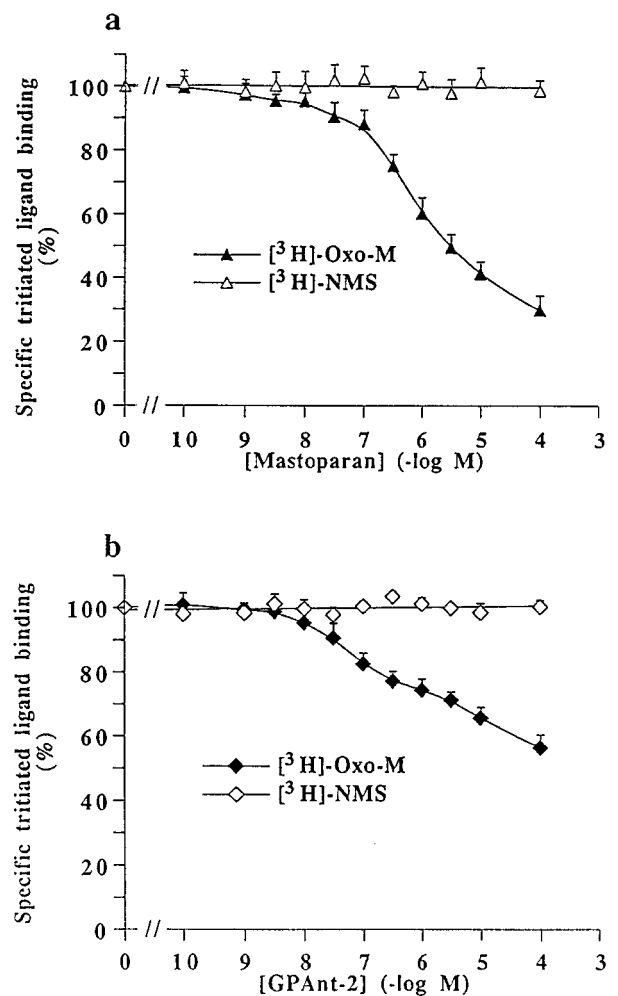 a
Specific tritiated ligand binding
(%)
100
80
60
40
20
0
//
//
[³H]-Oxo-M
[³H]-NMS
0 10 9 8 7 6 5 4 3
[Mastoparan] (-log M)
b
Specific tritiated ligand binding
(%)
100
80
60
40
20
0
//
//
[³H]-Oxo-M
[³H]-NMS
0 10 9 8 7 6 5 4 3
[GPAnt-2] (-log M)